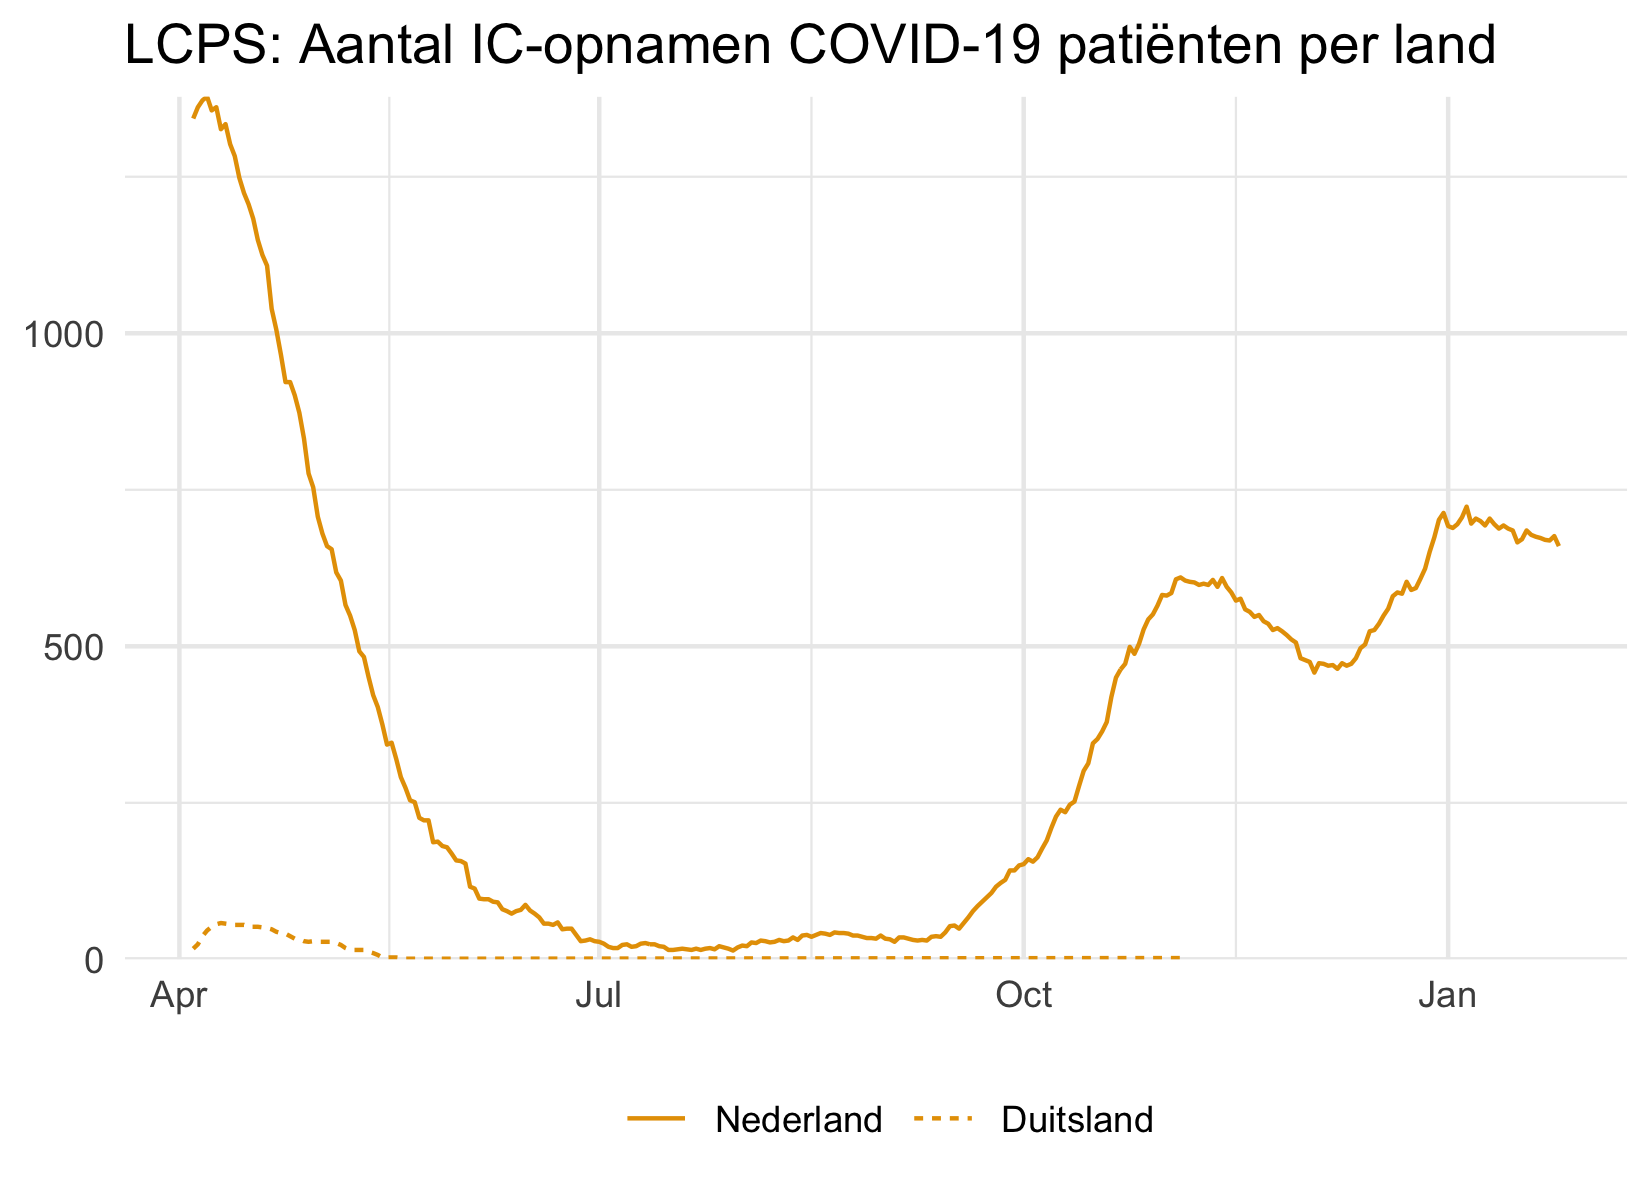 LCPS: Aantal IC-opnamen COVID-19 patiënten per land
1000
500
0
Apr Jul Oct Jan
Nederland Duitsland